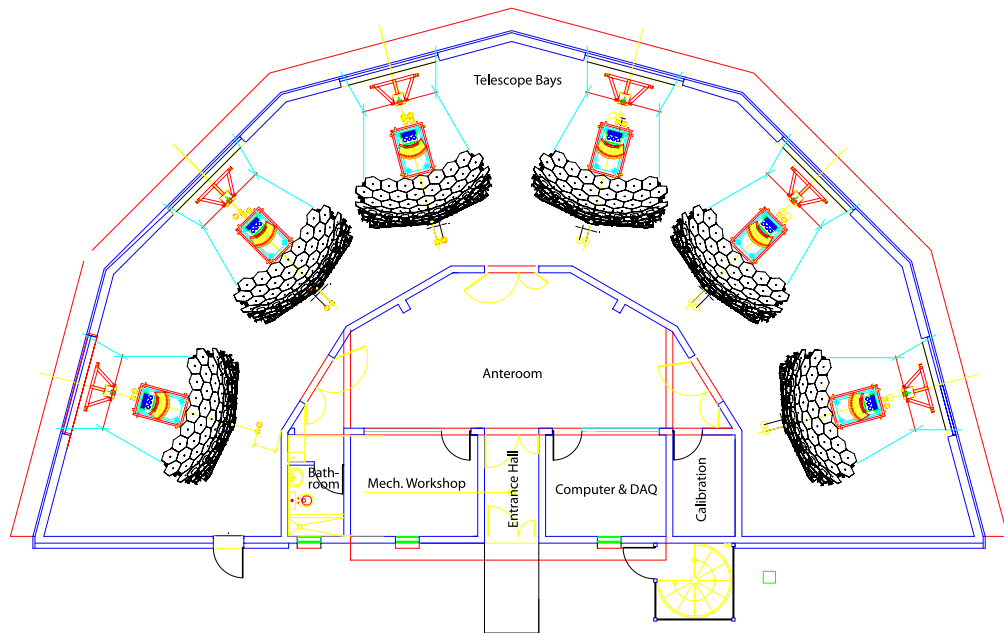 Telescope Bays
Anteroom
Bath-
room
Mech. Workshop
Entrance Hall
Computer & DAQ
Calibration